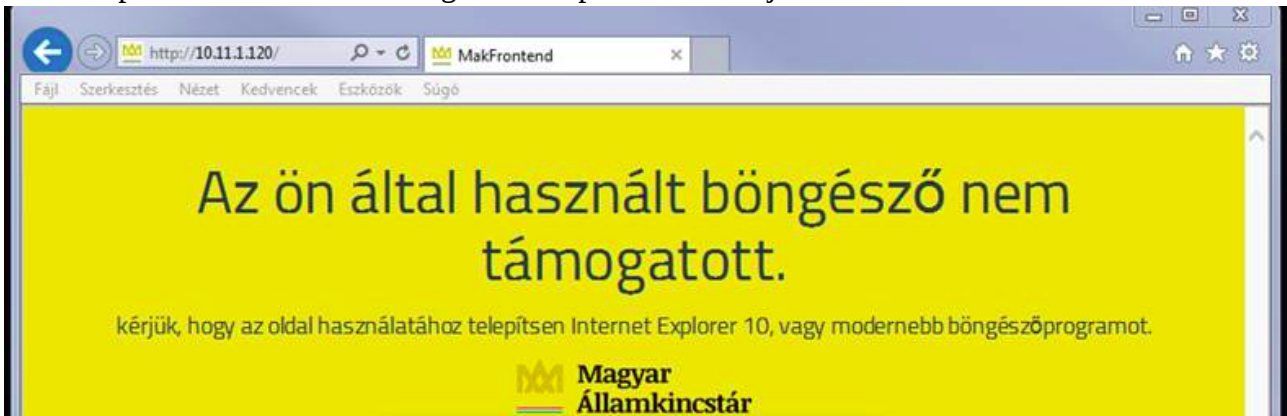 http://10.11.1.120/
MakFrontend
Fájl Szerkesztés Nézet Kedvencek Eszközök Súgó
Az ön által használt böngésző nem
támogatott.
kérjük, hogy az oldal használatához telepítsen Internet Explorer 10, vagy modernebb böngészőprogramot.
Magyar
Államkincstár